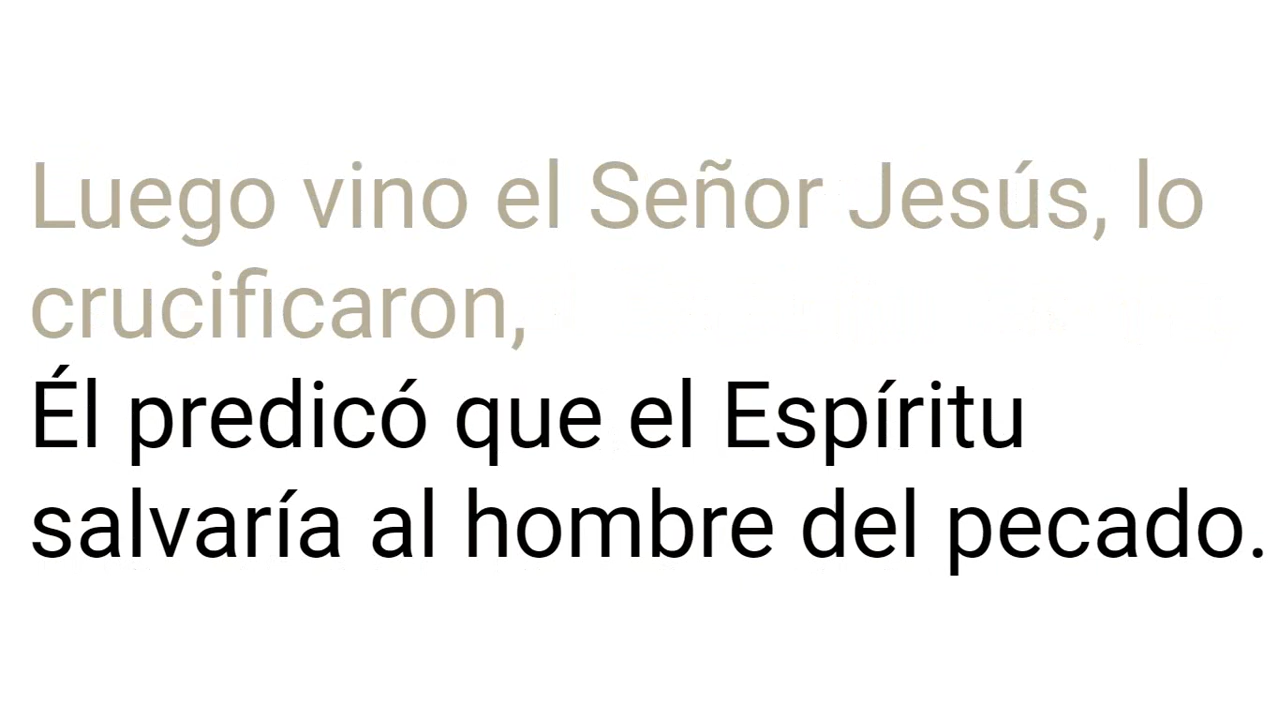 Luego vino el Señor Jesús, lo
crucificaron,
Él predicó que el Espíritu
salvaría al hombre del pecado.